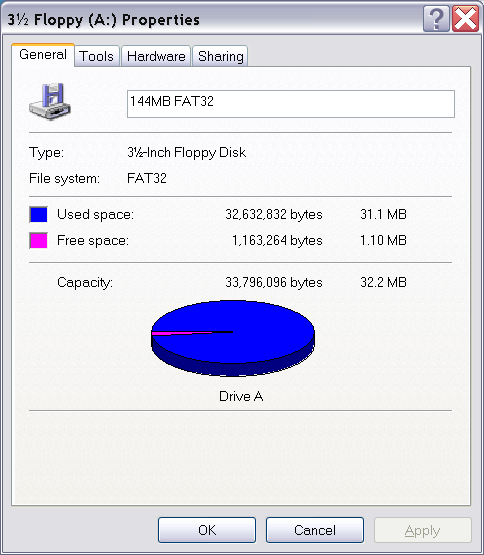 3½ Floppy (A:) Properties
General Tools Hardware Sharing
144MB FAT32
Type: 3½-Inch Floppy Disk
File system: FAT32
Used space: 32,632,832 bytes 31.1 MB
Free space: 1,163,264 bytes 1.10 MB
Capacity: 33,796,096 bytes 32.2 MB
Drive A
OK Cancel Apply